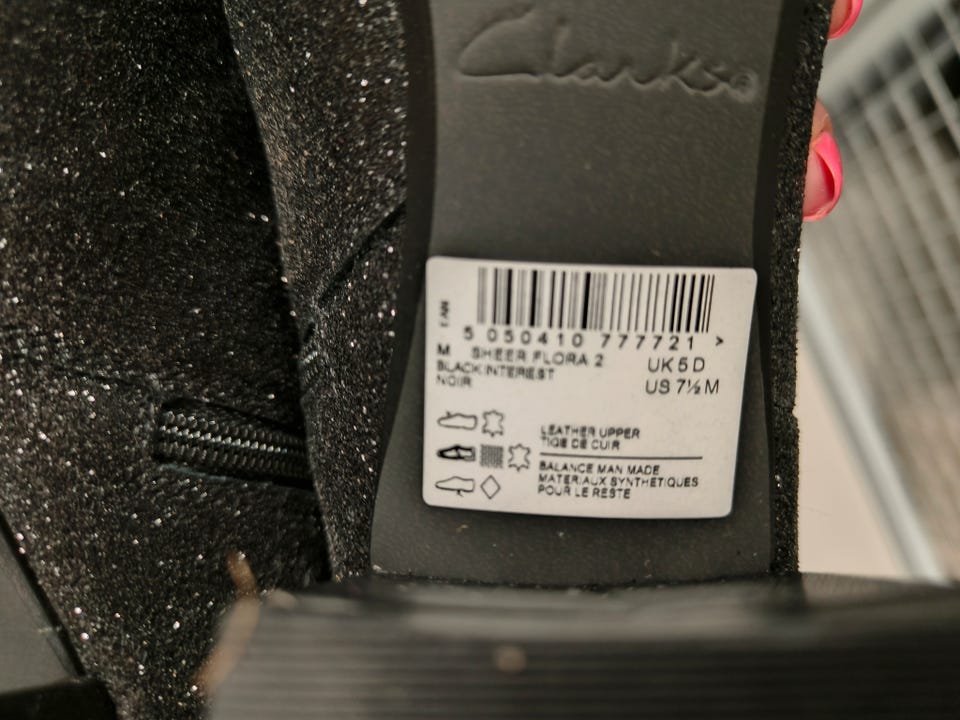 Clarks®
EAN
5 050410 777721 >
M SHEER FLORA 2
BLACK INTEREST
NOIR
UK 5 D
US 7½ M
LEATHER UPPER
TIGE DE CUIR
BALANCE MAN MADE
MATERIAUX SYNTHETIQUES
POUR LE RESTE